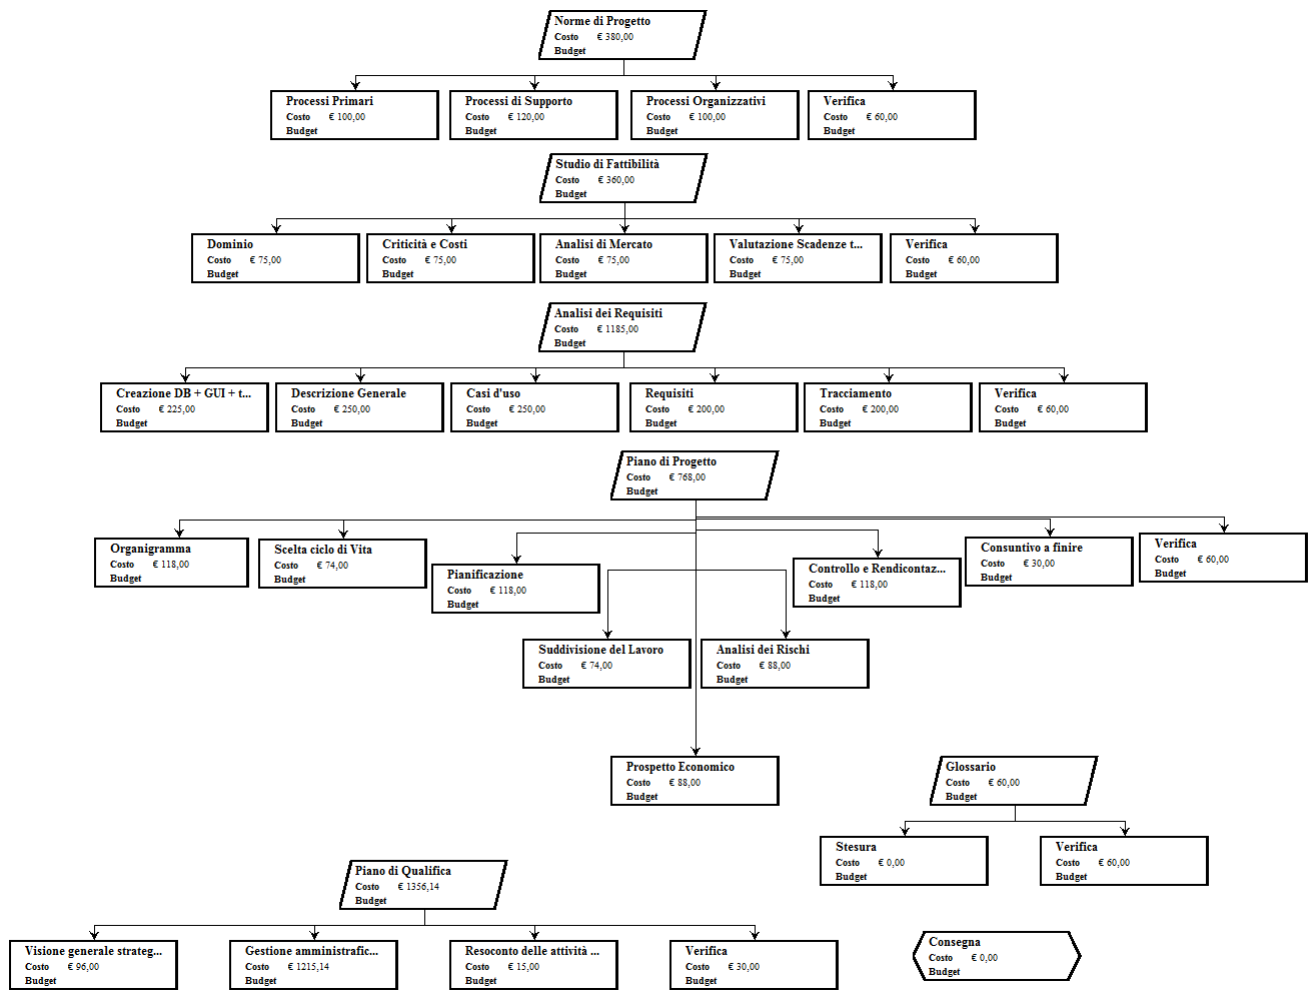 Norme di Progetto
Costo € 380,00
Budget
Processi Primari
Costo € 100,00
Budget
Processi di Supporto
Costo € 120,00
Budget
Processi Organizzativi
Costo € 100,00
Budget
Verifica
Costo € 60,00
Budget
Studio di Fattibilità
Costo € 360,00
Budget
Dominio
Costo € 75,00
Budget
Criticità e Costi
Costo € 75,00
Budget
Analisi di Mercato
Costo € 75,00
Budget
Valutazione Scadenze t...
Costo € 75,00
Budget
Verifica
Costo € 60,00
Budget
Analisi dei Requisiti
Costo € 1185,00
Budget
Creazione DB + GUI + t...
Costo € 225,00
Budget
Descrizione Generale
Costo € 250,00
Budget
Casi d'uso
Costo € 250,00
Budget
Requisiti
Costo € 200,00
Budget
Tracciamento
Costo € 200,00
Budget
Verifica
Costo € 60,00
Budget
Piano di Progetto
Costo € 768,00
Budget
Organigramma
Costo € 118,00
Budget
Scelta ciclo di Vita
Costo € 74,00
Budget
Pianificazione
Costo € 118,00
Budget
Controllo e Rendicontaz...
Costo € 118,00
Budget
Consuntivo a finire
Costo € 30,00
Budget
Verifica
Costo € 60,00
Budget
Suddivisione del Lavoro
Costo € 74,00
Budget
Analisi dei Rischi
Costo € 88,00
Budget
Prospetto Economico
Costo € 88,00
Budget
Glossario
Costo € 60,00
Budget
Stesura
Costo € 0,00
Budget
Verifica
Costo € 60,00
Budget
Piano di Qualifica
Costo € 1356,14
Budget
Visione generale strateg...
Costo € 96,00
Budget
Gestione amministrafic...
Costo € 1215,14
Budget
Resoconto delle attività ...
Costo € 15,00
Budget
Verifica
Costo € 30,00
Budget
Consegna
Costo € 0,00
Budget